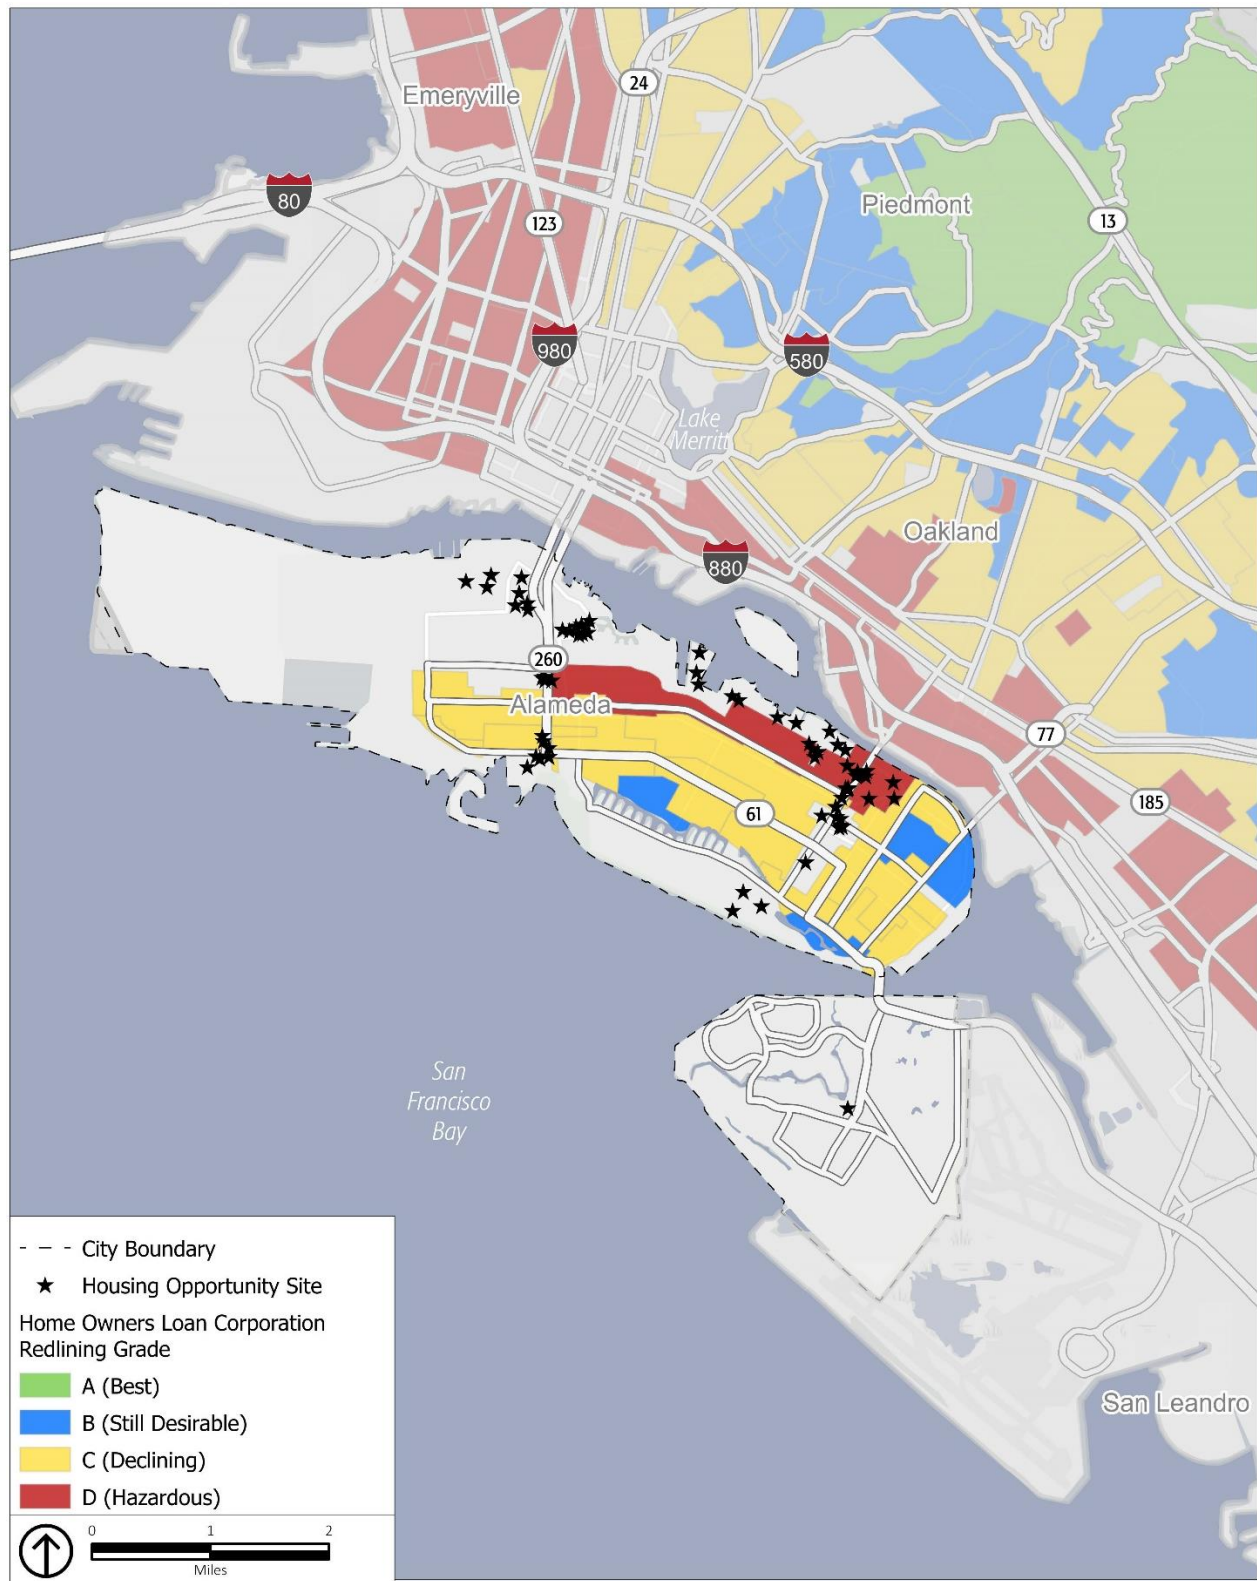 Emeryville
24
80
Piedmont
123
13
980
580
Lake
Merritt
Oakland
880
260
Alameda
77
61
185
San
Francisco
Bay
San Leandro
City Boundary
Housing Opportunity Site
Home Owners Loan Corporation
Redlining Grade
A (Best)
B (Still Desirable)
C (Declining)
D (Hazardous)
0 1 2
Miles